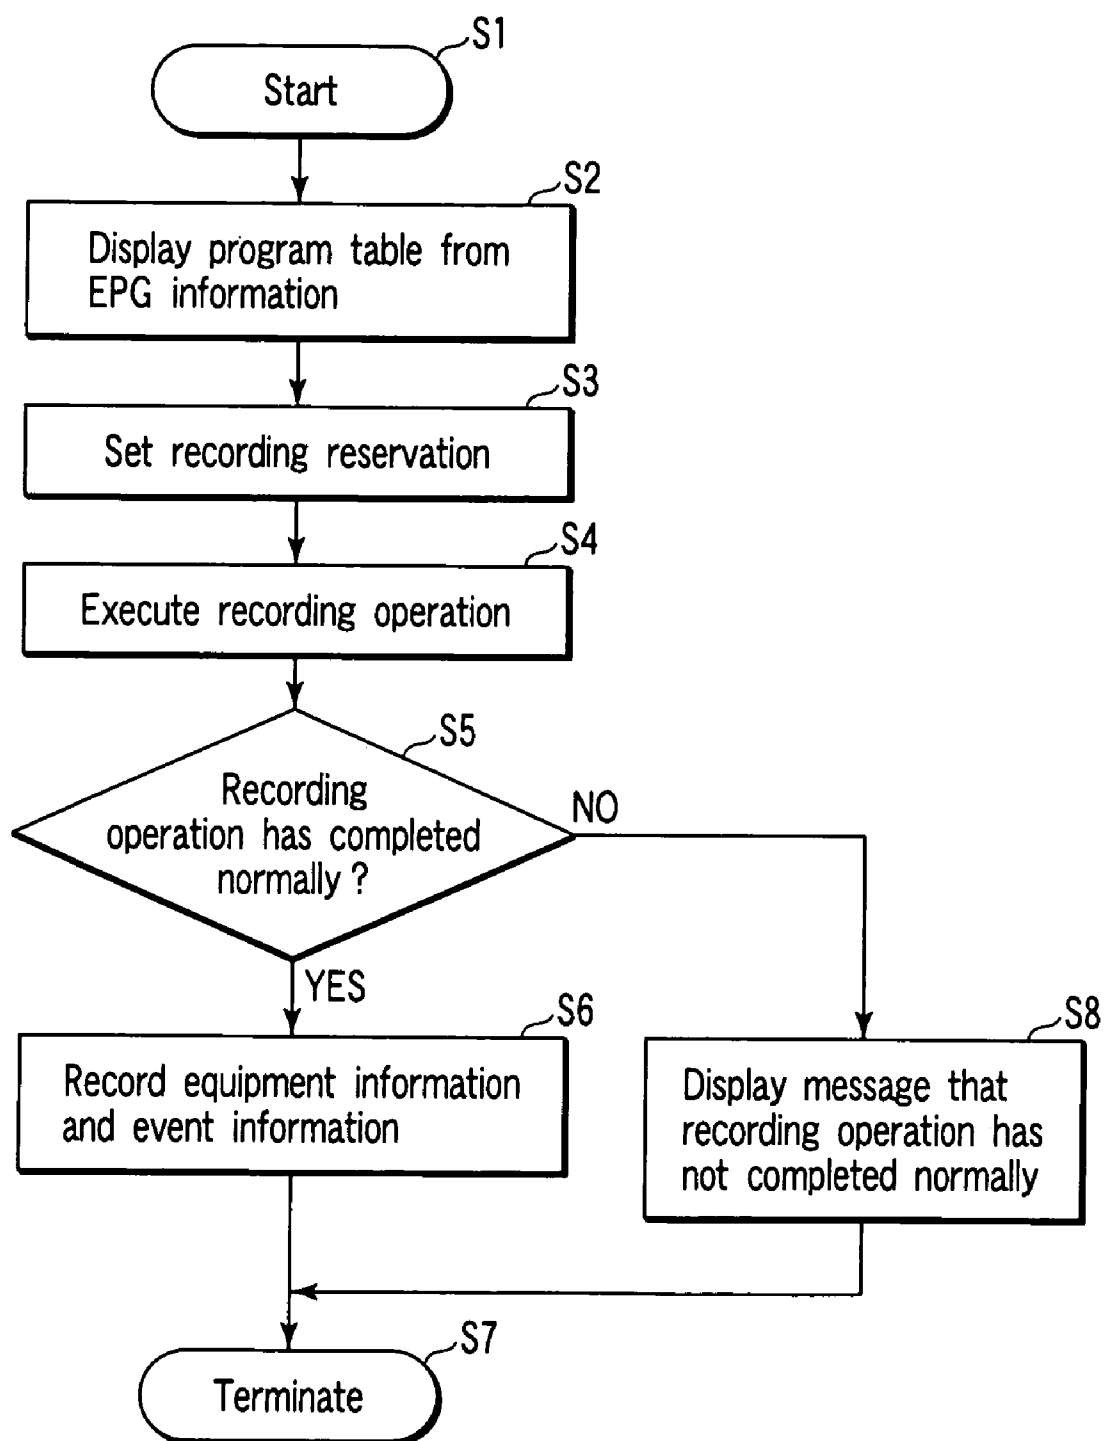 S1
Start
S2
Display program table from
EPG information
S3
Set recording reservation
S4
Execute recording operation
S5
Recording
operation has completed
normally ?
NO
YES
S6
Record equipment information
and event information
S8
Display message that
recording operation has
not completed normally
S7
Terminate